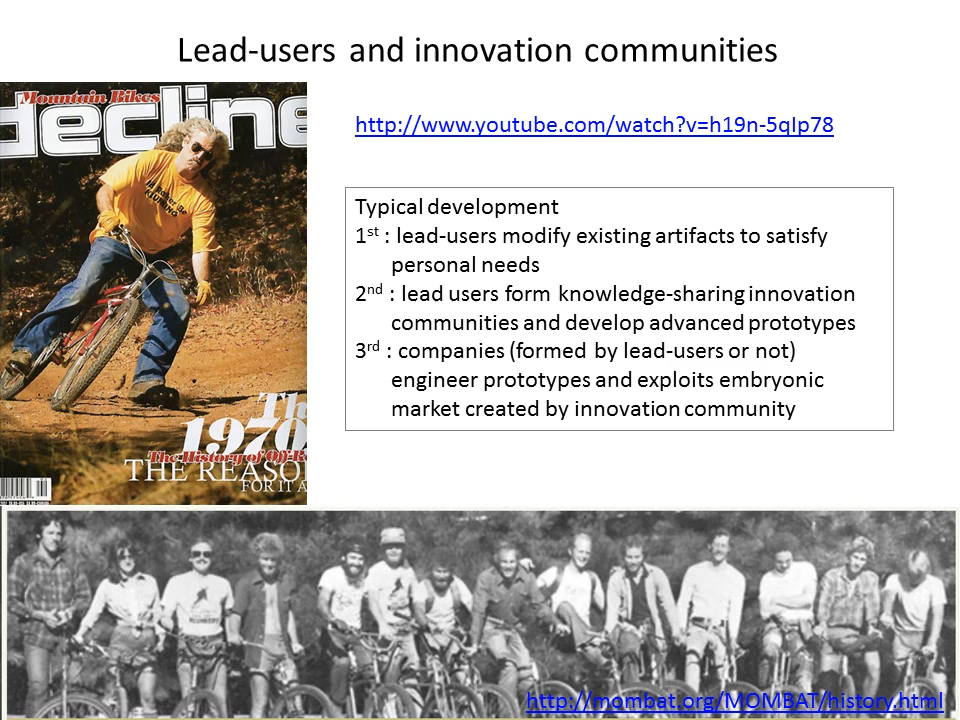 Lead-users and innovation communities
Mountain Bikes
decline
http://www.youtube.com/watch?v=h19n-5qIp78
Typical development
1st : lead-users modify existing artifacts to satisfy
personal needs
2nd : lead users form knowledge-sharing innovation
communities and develop advanced prototypes
3rd : companies (formed by lead-users or not)
engineer prototypes and exploits embryonic
market created by innovation community
KLUNKING
Th
1970
The History of Off-Ro
THE REASO
FOR IT A
http://mombat.org/MOMBAT/history.html